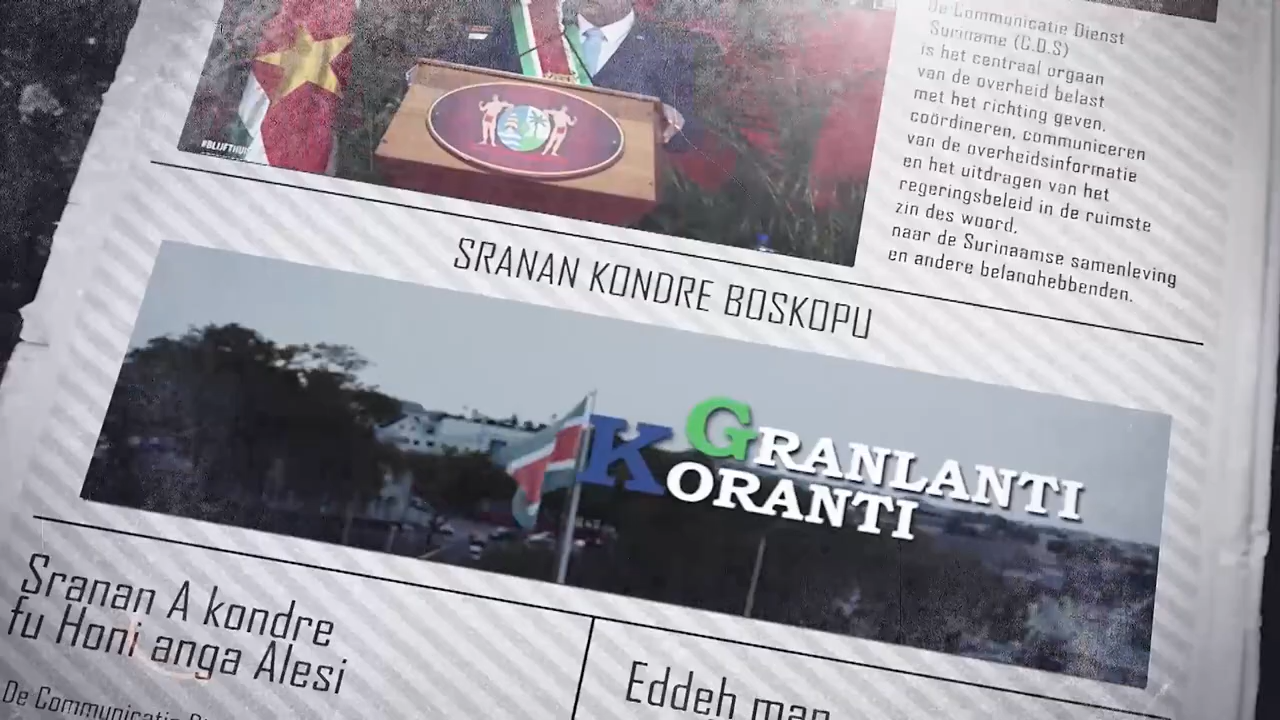 De Communicatie Dienst
Suriname (C.D.S)
is het centraal orgaan
van de overheid belast
met het richting geven,
coördineren, communiceren
van de overheidsinformatie
en het uitdragen van het
regeringsbeleid in de ruimste
zin des woord,
naar de Surinaamse samenleving
en andere belanghebbenden.
SRANAN KONDRE BOSKOPU
GRANLANTI
KORANTI
Sranan A kondre
fu Honi anga Alesi
De Communicatie
Eddeh man